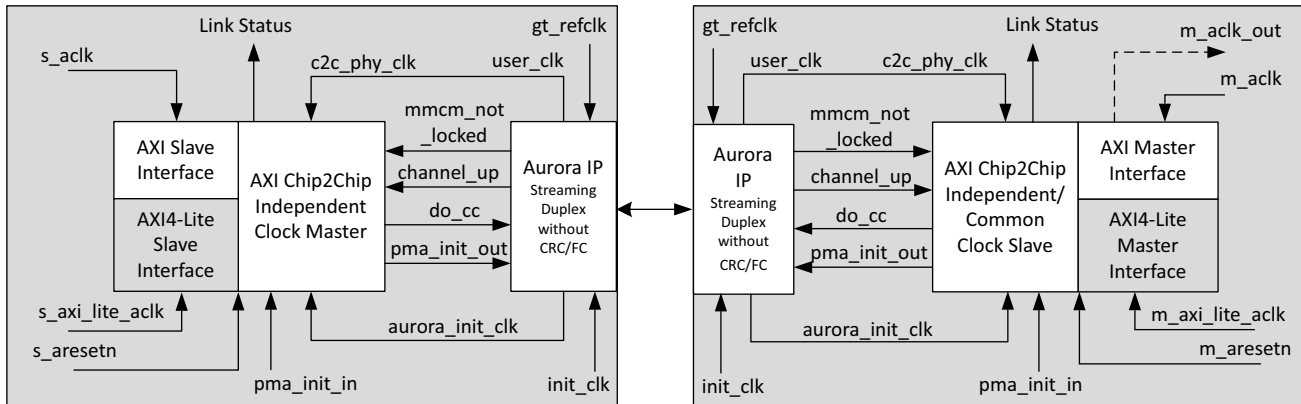 Link Status
gt_refclk
s_aclk
c2c_phy_clk
user_clk
mmcm_not
_locked
AXI Slave
Interface
AXI4-Lite
Slave
Interface
AXI Chip2Chip
Independent
Clock Master
channel_up
do_cc
pma_init_out
Aurora IP
Streaming
Duplex
without
CRC/FC
s_axi_lite_aclk
s_aresetn
aurora_init_clk
pma_init_in
init_clk
gt_refclk
Link Status
m_aclk_out
user_clk
c2c_phy_clk
m_aclk
mmcm_not
_locked
Aurora
IP
Streaming
Duplex
without
CRC/FC
channel_up
do_cc
pma_init_out
AXI Chip2Chip
Independent/
Common
Clock Slave
AXI Master
Interface
AXI4-Lite
Master
Interface
aurora_init_clk
m_axi_lite_aclk
m_aresetn
init_clk
pma_init_in